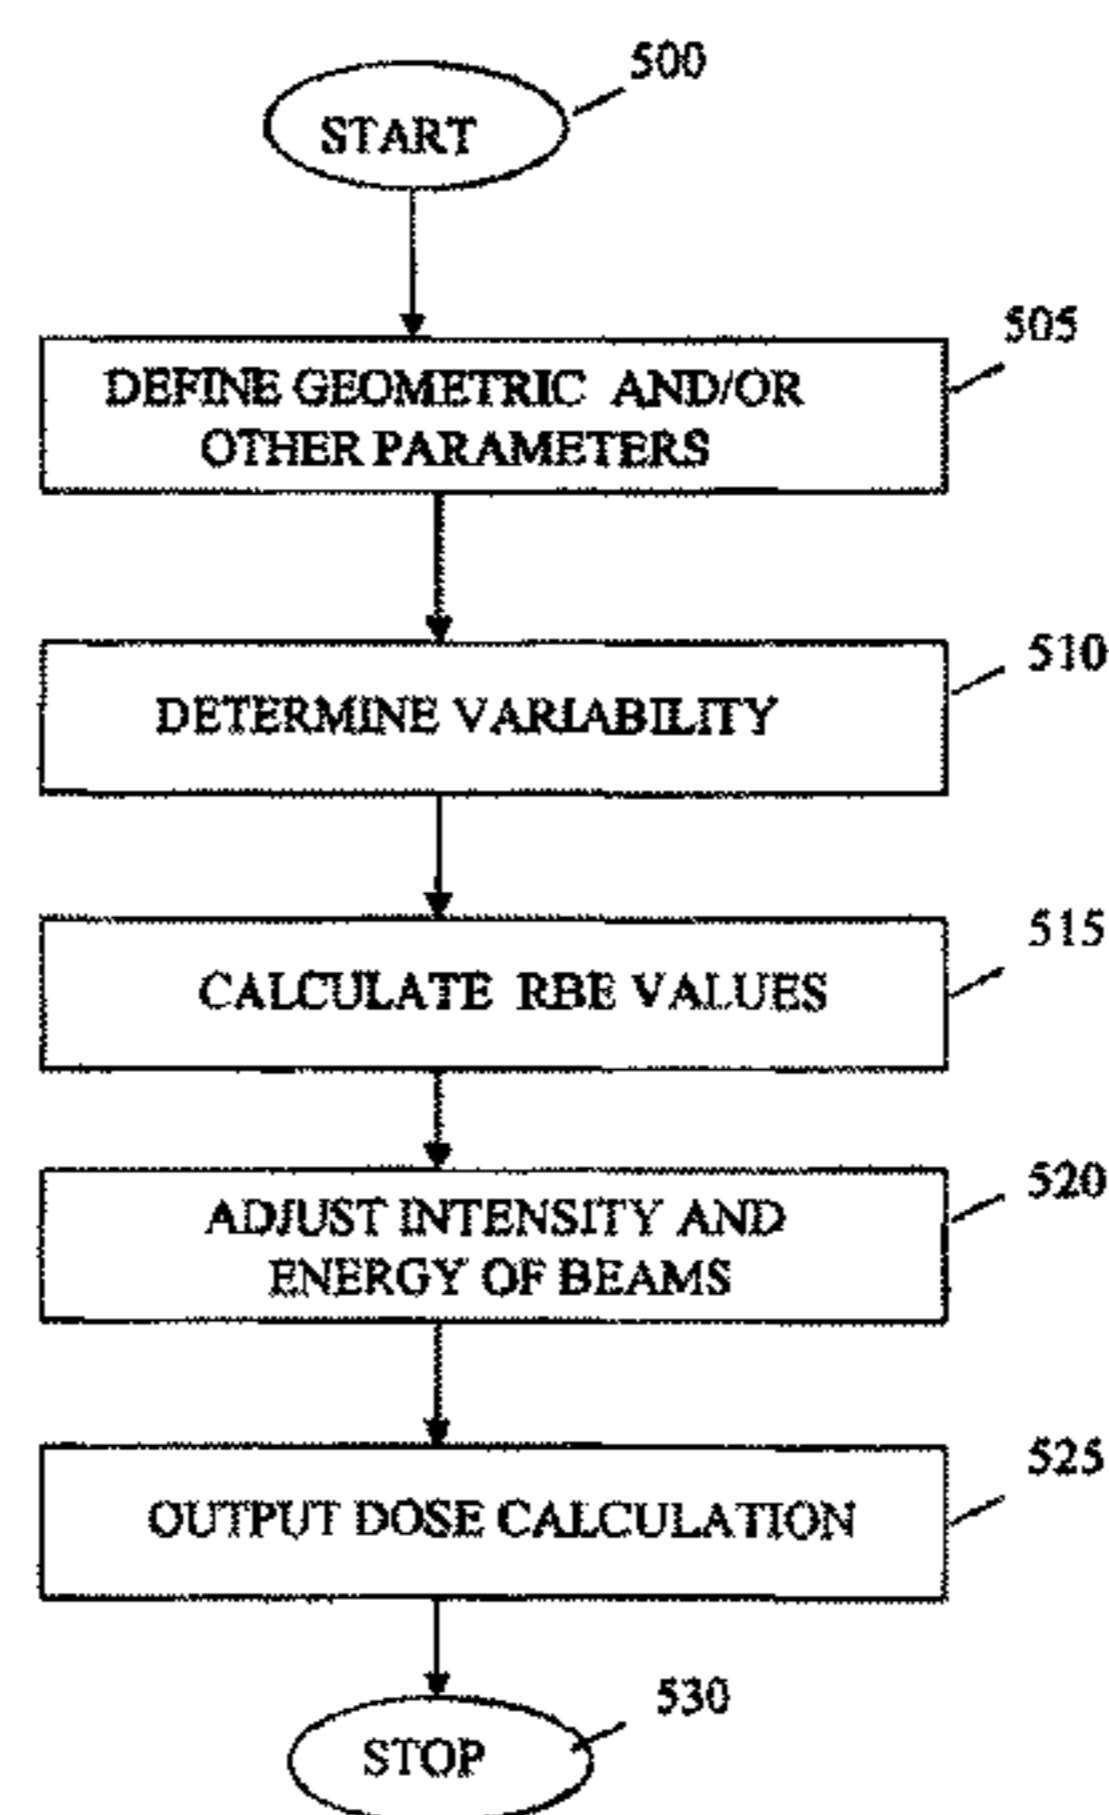 500
START
505
DEFINE GEOMETRIC AND/OR
OTHER PARAMETERS
510
DETERMINE VARIABILITY
515
CALCULATE RBE VALUES
520
ADJUST INTENSITY AND
ENERGY OF BEAMS
525
OUTPUT DOSE CALCULATION
530
STOP